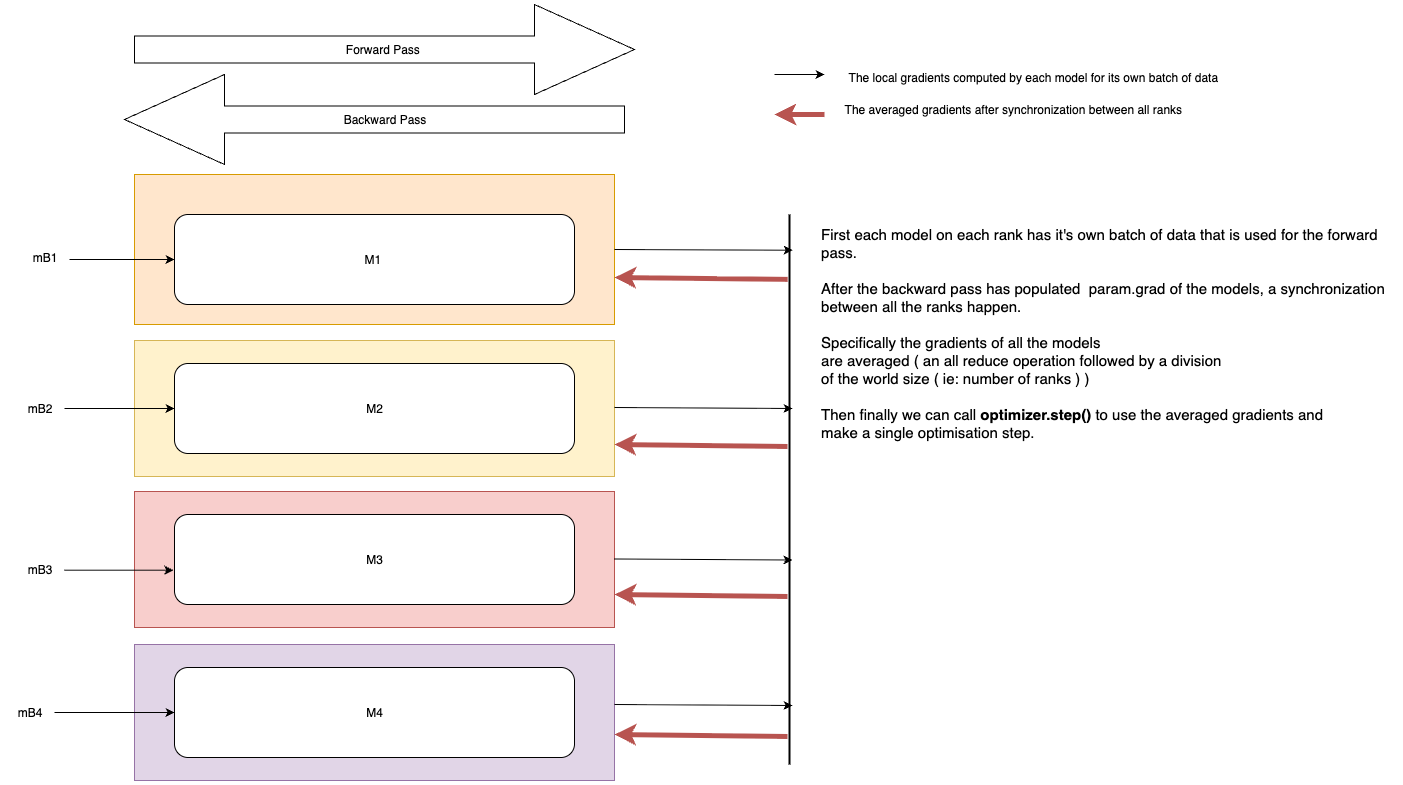 Forward Pass
Backward Pass
The local gradients computed by each model for its own batch of data
The averaged gradients after synchronization between all ranks
mB1
M1
mB2
M2
mB3
M3
mB4
M4
First each model on each rank has it's own batch of data that is used for the forward
pass.
After the backward pass has populated  param.grad of the models, a synchronization
between all the ranks happen.
Specifically the gradients of all the models
are averaged ( an all reduce operation followed by a division
of the world size ( ie: number of ranks ) )
Then finally we can call optimizer.step() to use the averaged gradients and
make a single optimisation step.